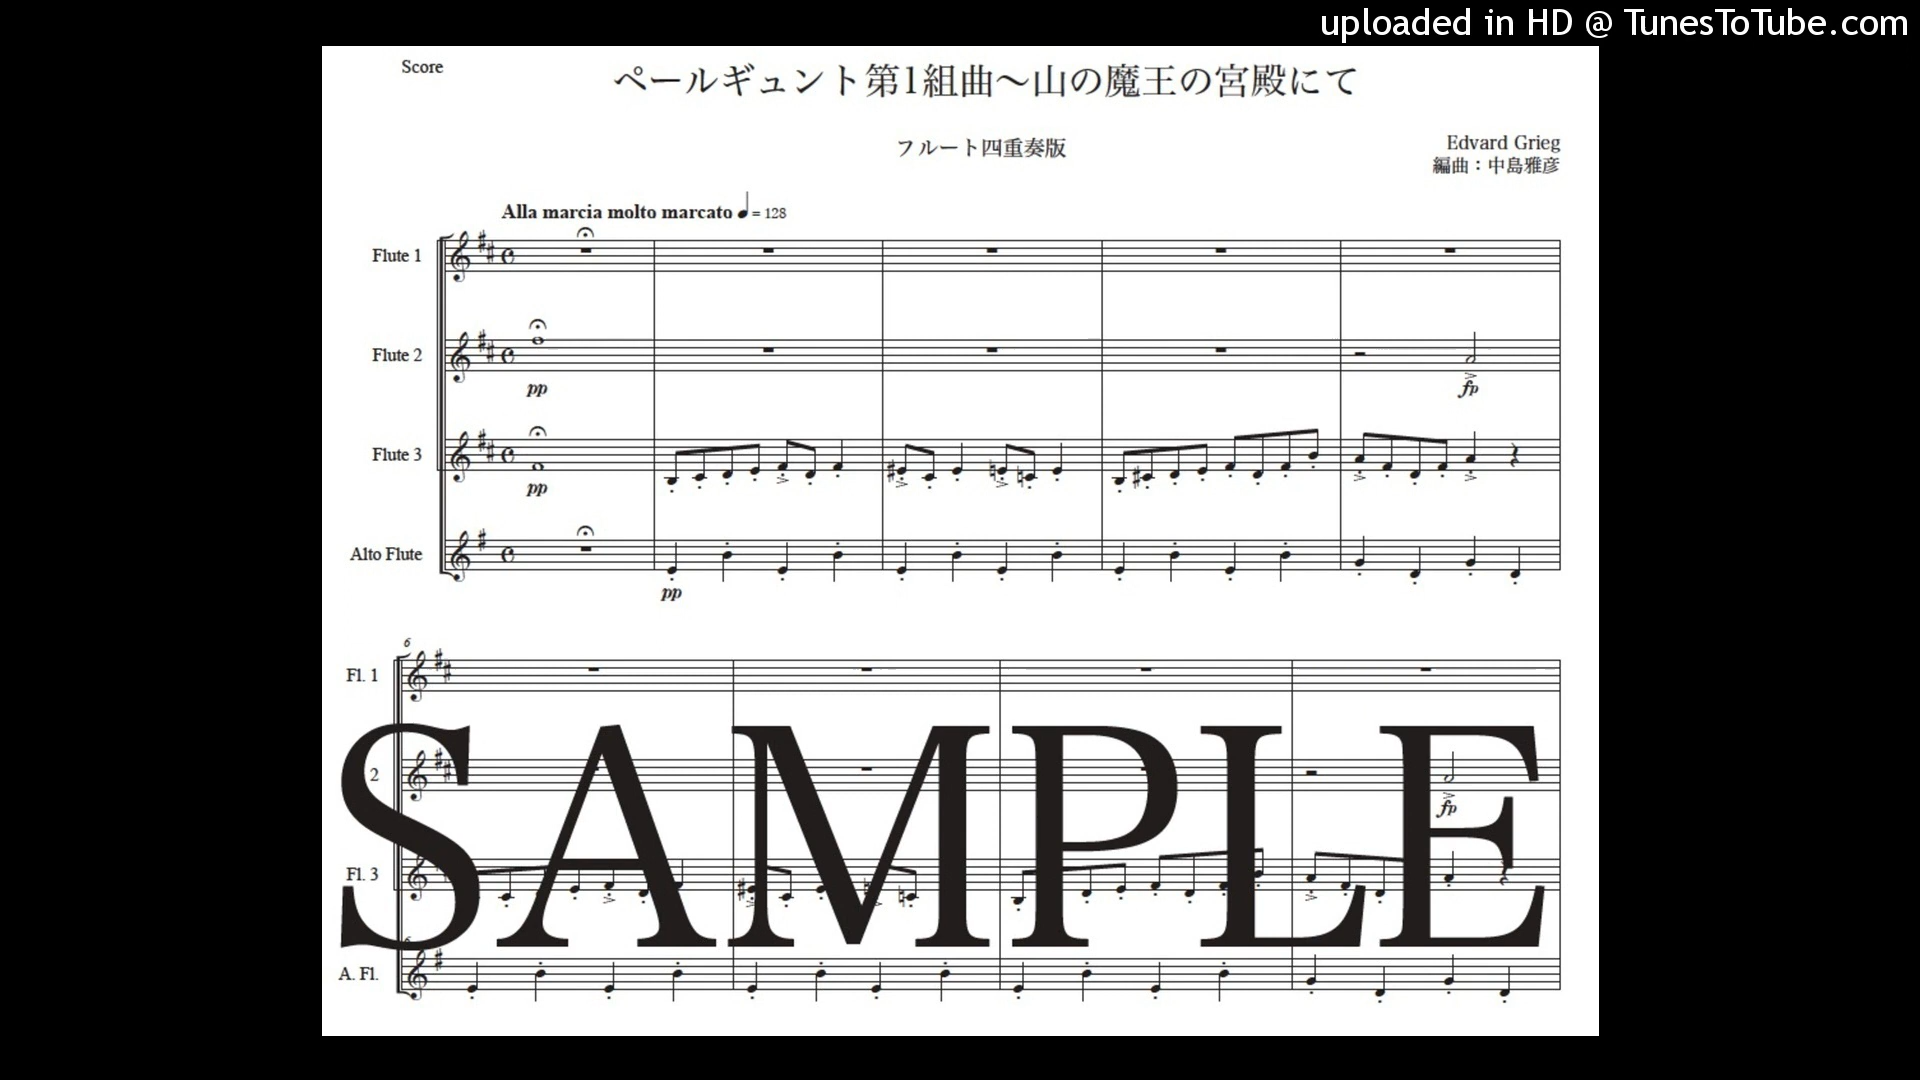 uploaded in HD @ TunesToTube.com
Score
ペールギュント第1組曲～山の魔王の宮殿にて
フルート四重奏版
Edvard Grieg
編曲：中島雅彦
Alla marcia molto marcato ♩= 128
Flute 1
Flute 2
pp
fp
Flute 3
pp
Alto Flute
pp
6
Fl. 1
2
fp
Fl. 3
A. Fl.
SAMPLE